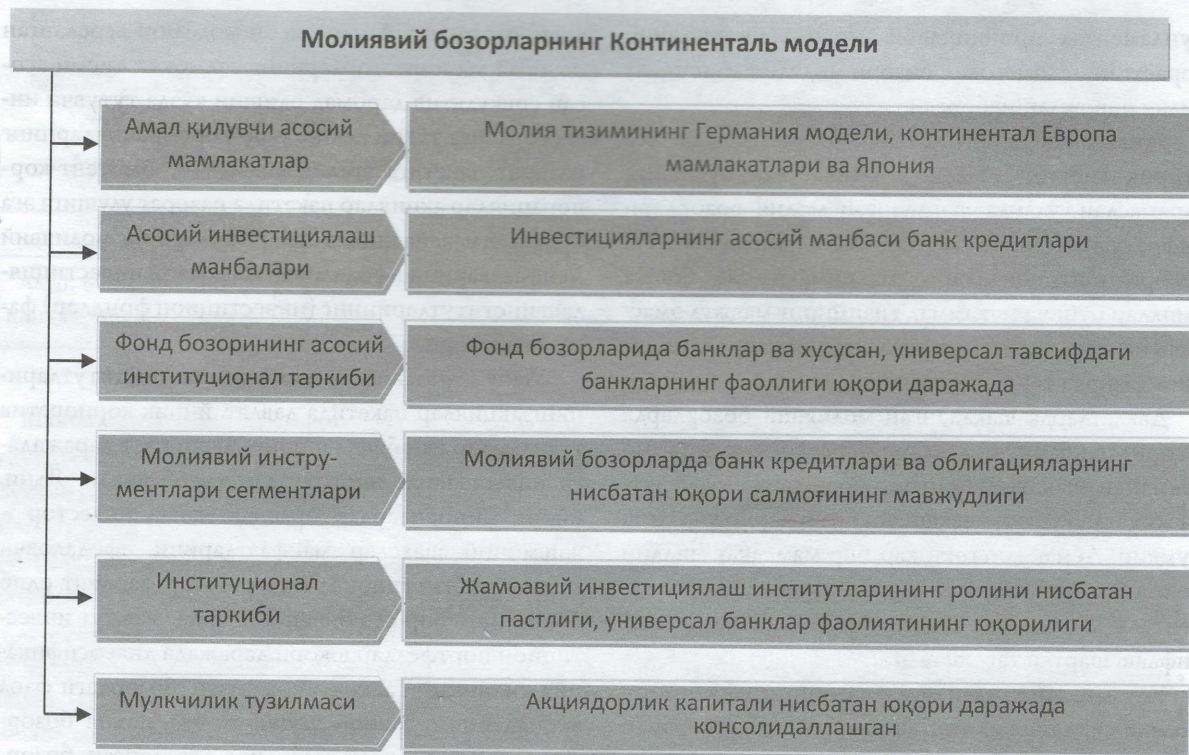 Молиявий бозорларнинг Континенталь модели
Амал қилувчи асосий
мамлакатлар
Молия тизимининг Германия модели, континентал Европа
мамлакатлари ва Япония
Асосий инвестициялаш
манбалари
Инвестицияларнинг асосий манбаси банк кредитлари
Фонд бозорининг асосий
институционал таркиби
Фонд бозорларида банклар ва хусусан, универсал тавсифдаги
банкларнинг фаоллиги юқори даражада
Молиявий инстру-
ментлари сегментлари
Молиявий бозорларда банк кредитлари ва облигацияларнинг
нисбатан юқори салмоғининг мавжудлиги
Институционал
таркиби
Жамоавий инвестициялаш институтларининг ролини нисбатан
пастлиги, универсал банклар фаолиятининг юқорилиги
Мулкчилик тузилмаси
Акциядорлик капитали нисбатан юқори даражада
консолидаллашган